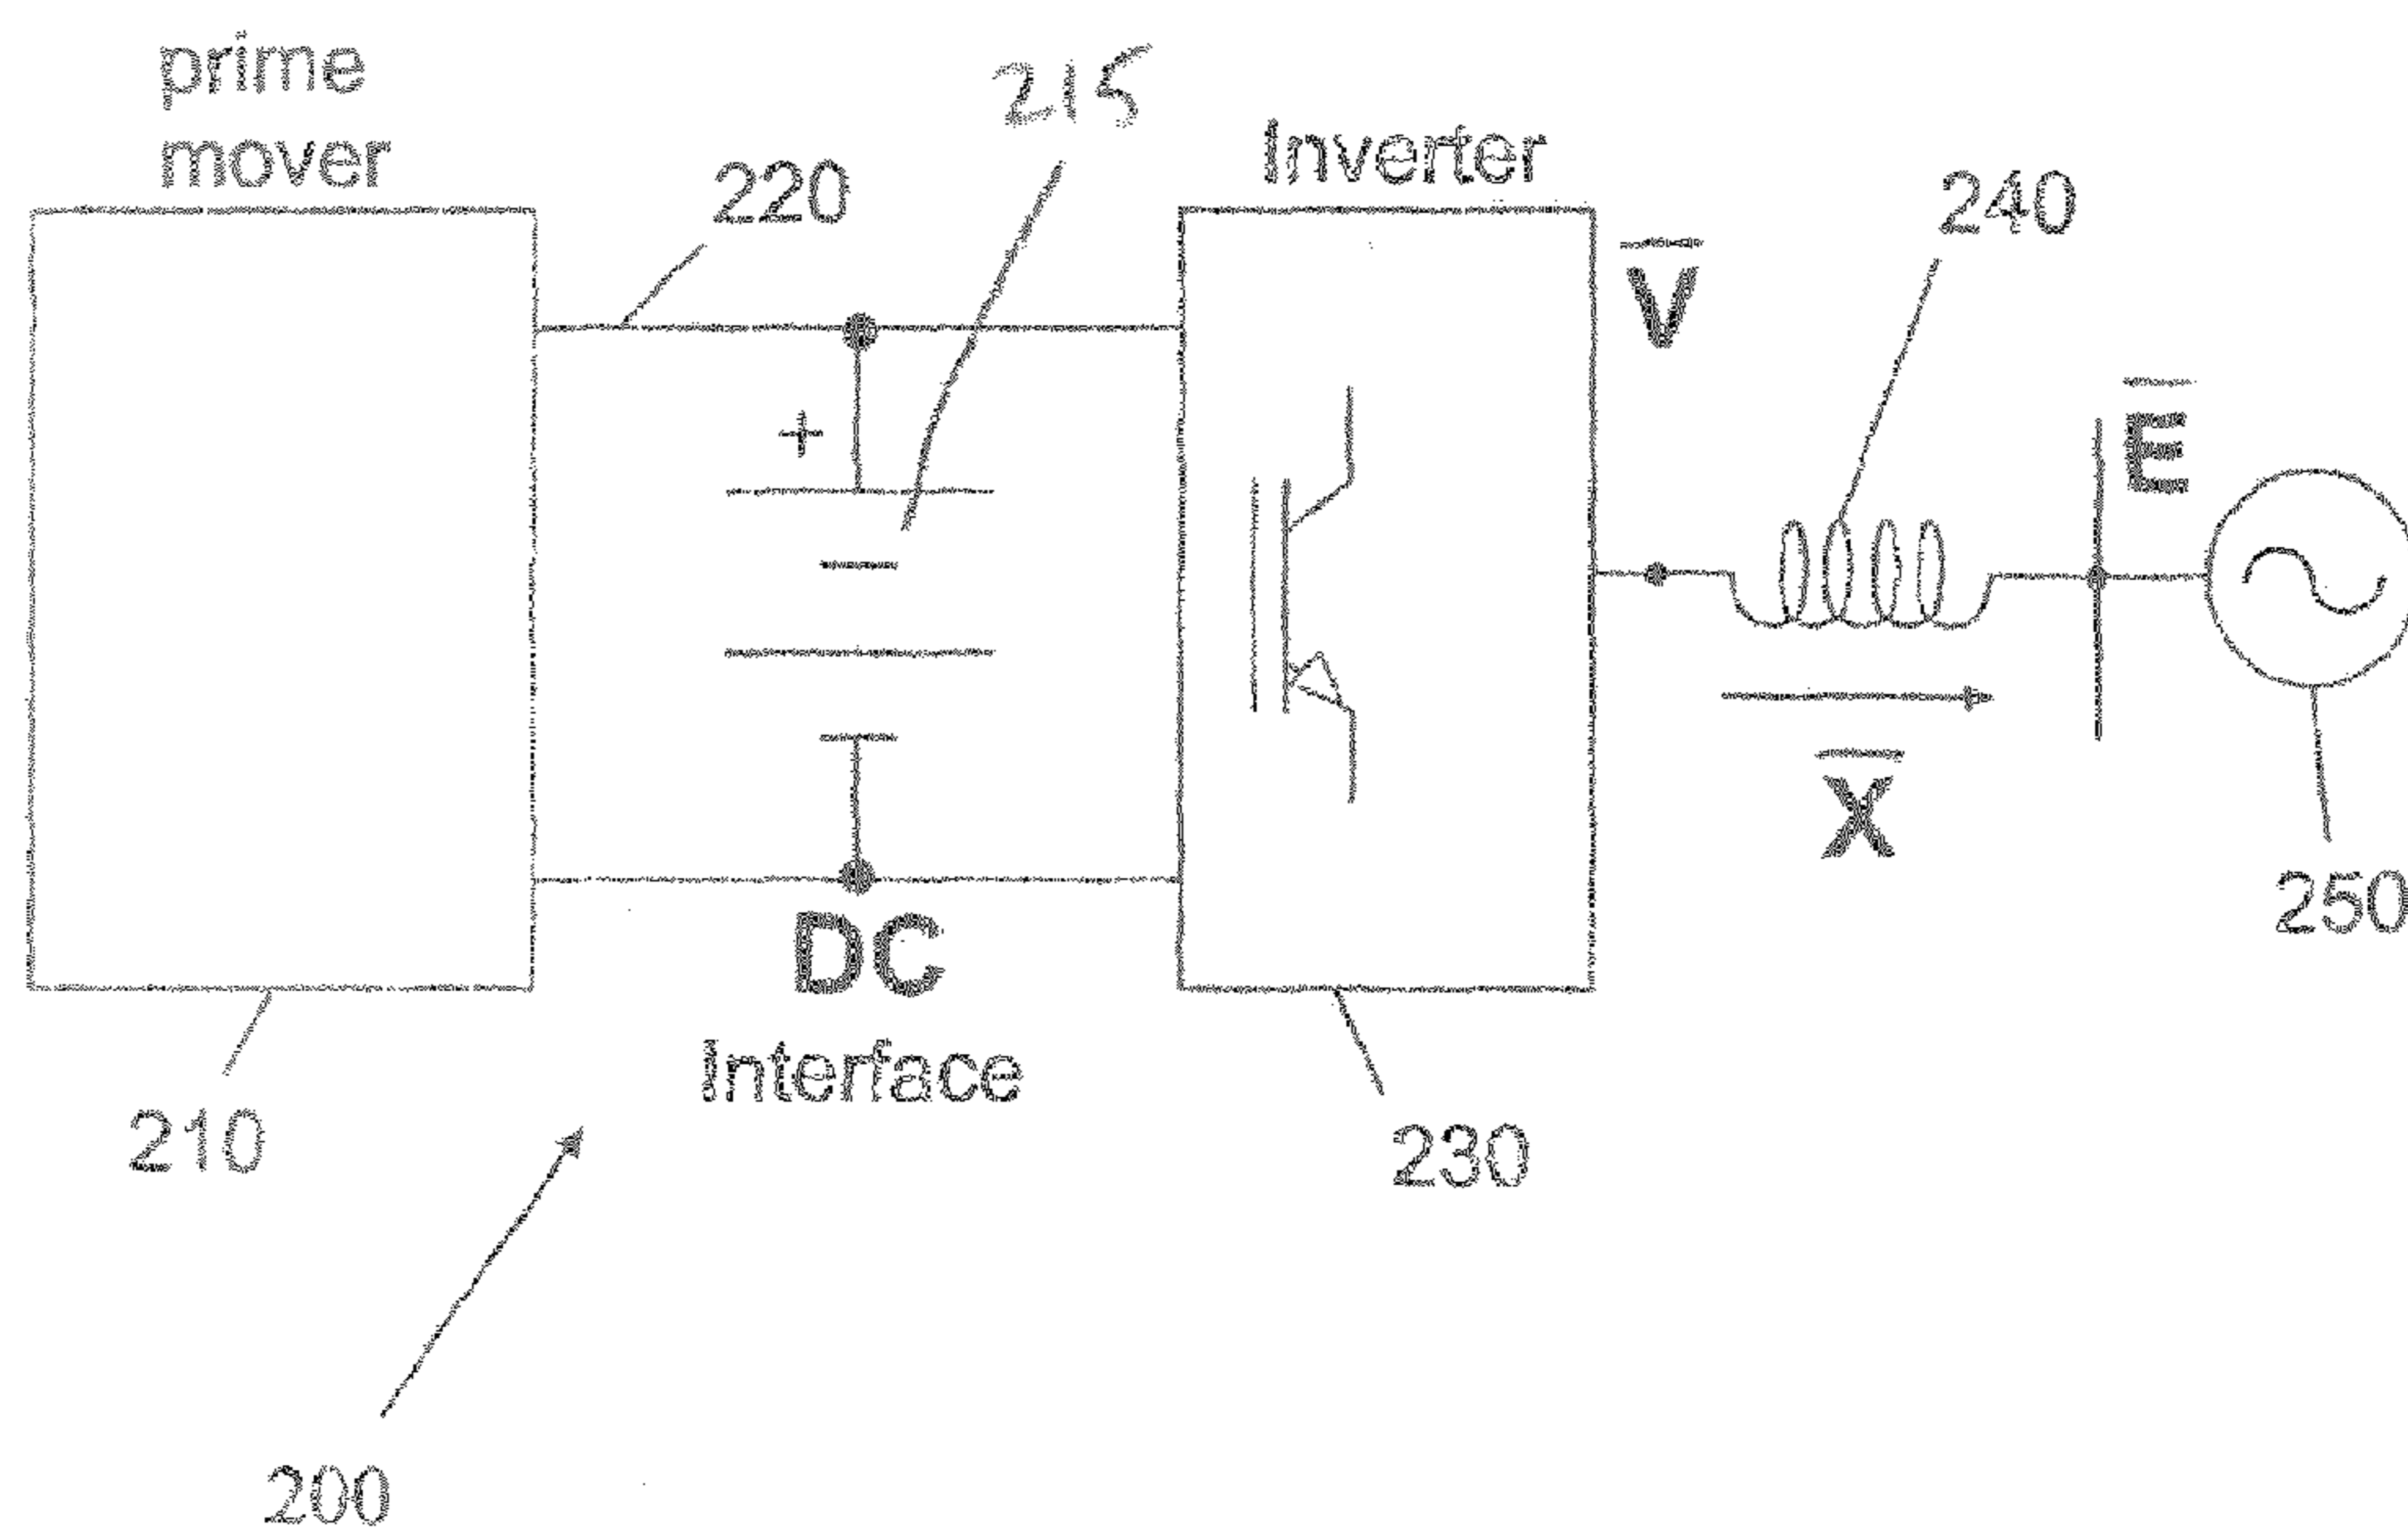 prime
mover
220
215
Inverter
V
240
E
+
X
250
DC
Interface
210
230
200